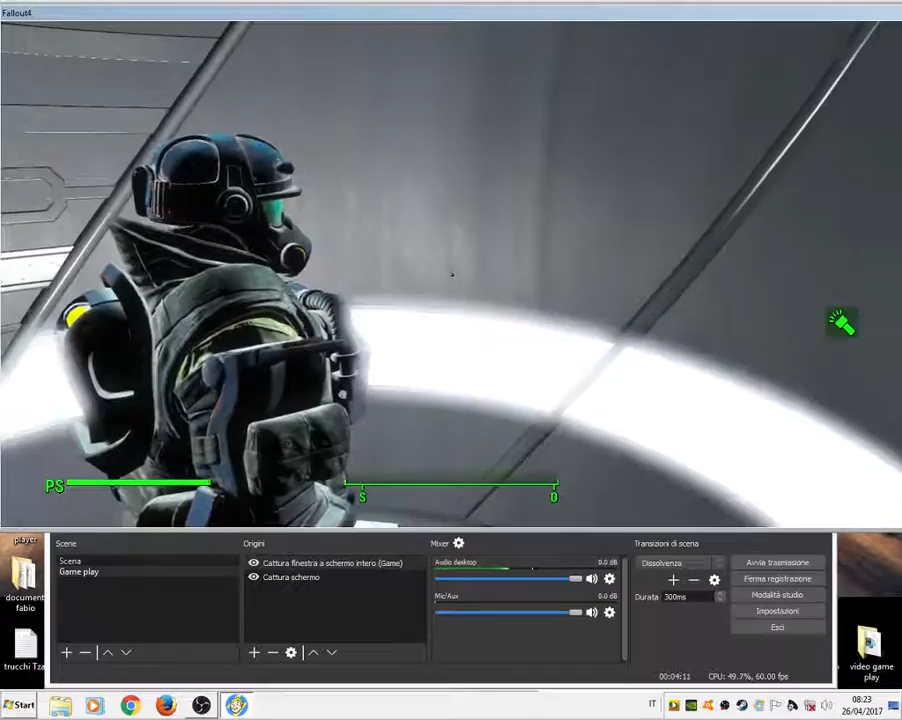 Fallout4
PS
S
O
player
document
fabio
trucchi Tza
Scene
Scena
Game play
Origini
Cattura finestra a schermo intero (Game)
Cattura schermo
Mixer
Audio desktop
0.0 dB
Mic/Aux
0.0 dB
Transizioni di scena
Dissolvenza
Durata
300ms
Avvia trasmissione
Ferma registrazione
Modalità studio
Impostazioni
Esci
00:04:11
CPU: 49.7%, 60.00 fps
video game
play
Start
IT
08:23
26/04/2017